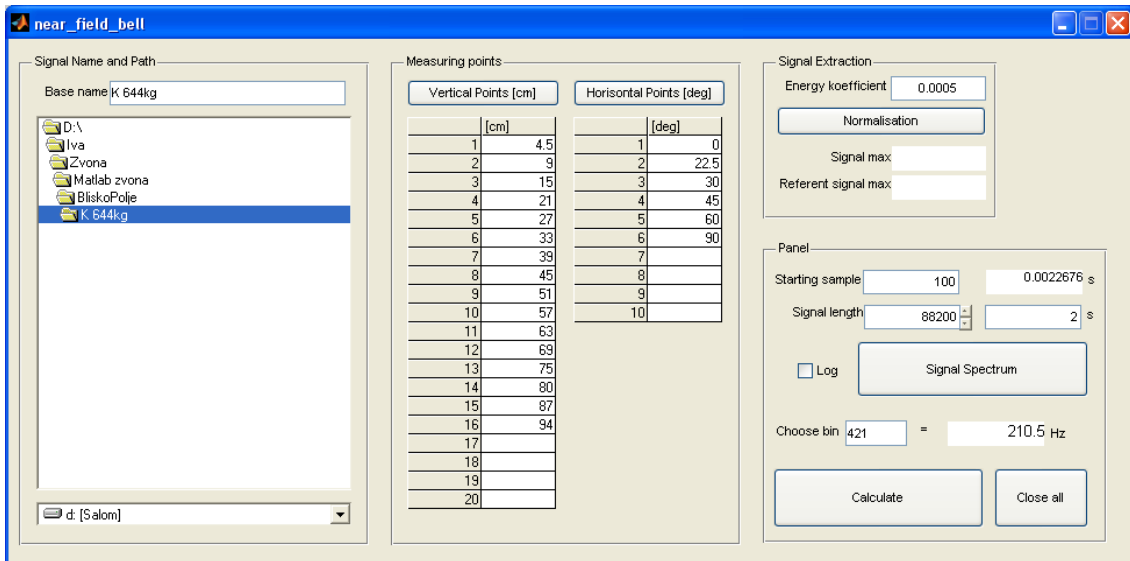 near_field_bell
Signal Name and Path
Base name K 644kg
D:\
Iva
Zvona
Matlab zvona
BliskoPolje
K 644kg
d: [Salom]
Measuring points
Vertical Points [cm]
[cm]
1 4.5
2 9
3 15
4 21
5 27
6 33
7 39
8 45
9 51
10 57
11 63
12 69
13 75
14 80
15 87
16 94
17
18
19
20
Horisontal Points [deg]
[deg]
1 0
2 22.5
3 30
4 45
5 60
6 90
7
8
9
10
Signal Extraction
Energy koefficient 0.0005
Normalisation
Signal max
Referent signal max
Panel
Starting sample 100 0.0022676 s
Signal length 88200 2 s
Log Signal Spectrum
Choose bin 421 = 210.5 Hz
Calculate Close all